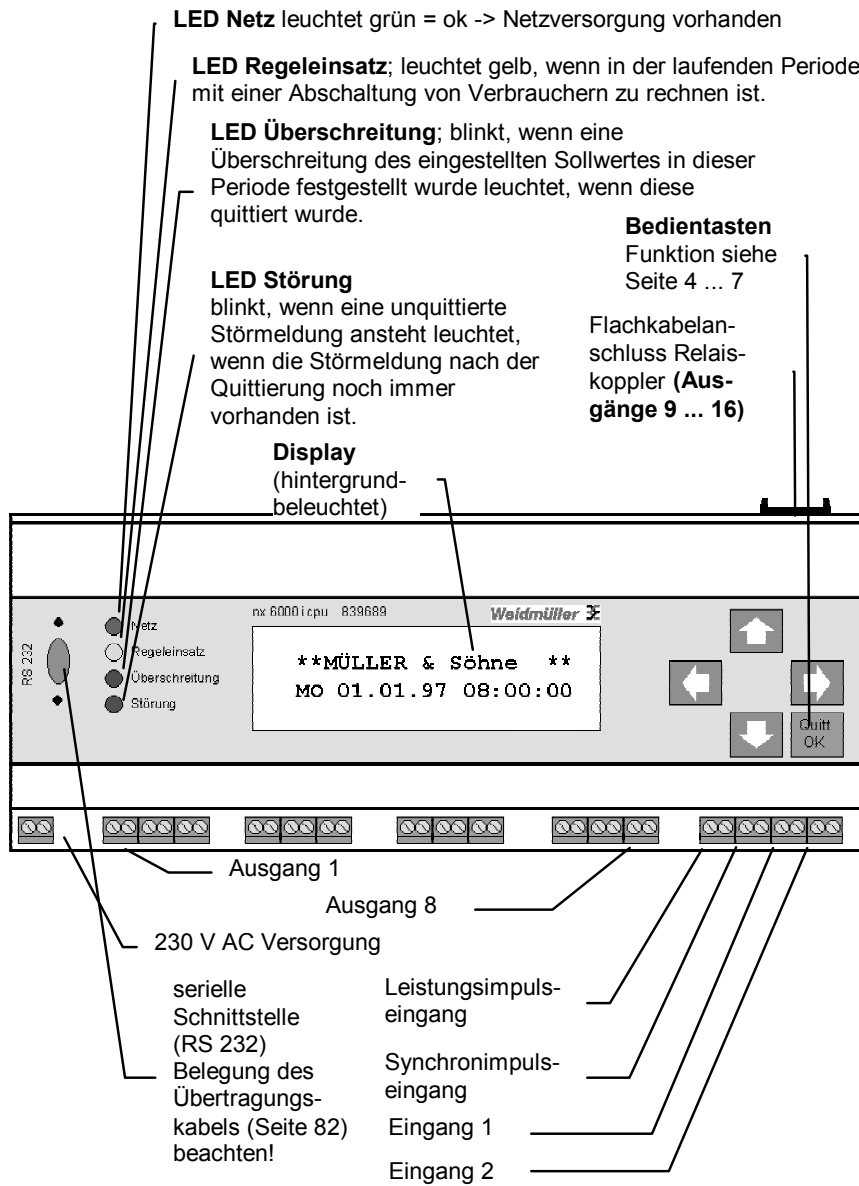 LED Netz leuchtet grün = ok -> Netzversorgung vorhanden
LED Regeleinsatz; leuchtet gelb, wenn in der laufenden Periode
mit einer Abschaltung von Verbrauchern zu rechnen ist.
LED Überschreitung; blinkt, wenn eine
Überschreitung des eingestellten Sollwertes in dieser
Periode festgestellt wurde leuchtet, wenn diese
quittiert wurde.
Bedientasten
Funktion siehe
Seite 4 ... 7
LED Störung
blinkt, wenn eine unquittierte
Störmeldung ansteht leuchtet,
wenn die Störmeldung nach der
Quittierung noch immer
vorhanden ist.
Flachkabelan-
schluss Relais-
koppler (Aus-
gänge 9 ... 16)
Display
(hintergrund-
beleuchtet)
nx 6000 i cpu 839689
Weidmüller
RS 232
Netz
Regeleinsatz
Überschreitung
Störung
**MÜLLER & Söhne **
MO 01.01.97 08:00:00
Quitt
OK
Ausgang 1
Ausgang 8
230 V AC Versorgung
serielle
Schnittstelle
(RS 232)
Belegung des
Übertragungs-
kabels (Seite 82)
beachten!
Leistungsimpuls-
eingang
Synchronimpuls-
eingang
Eingang 1
Eingang 2